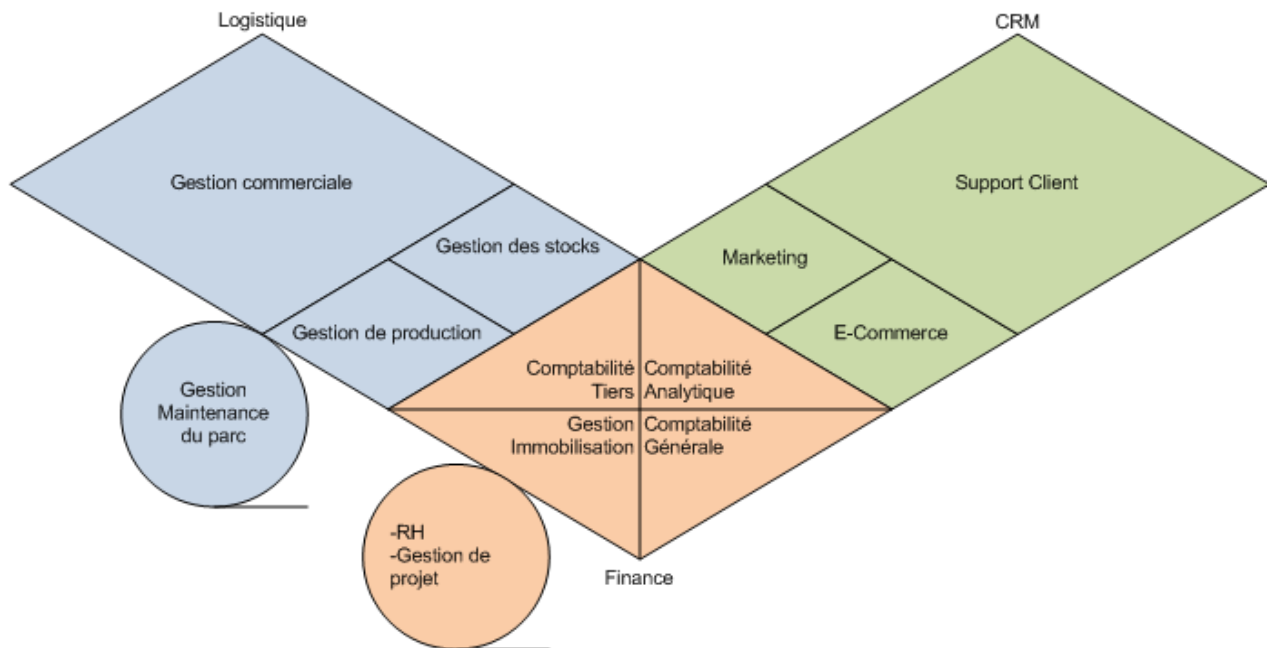 Logistique
CRM
Gestion commerciale
Support Client
Gestion des stocks
Marketing
Gestion de production
E-Commerce
Comptabilité
Tiers
Comptabilité
Analytique
Gestion
Maintenance
du parc
Gestion
Immobilisation
Comptabilité
Générale
-RH
-Gestion de
projet
Finance